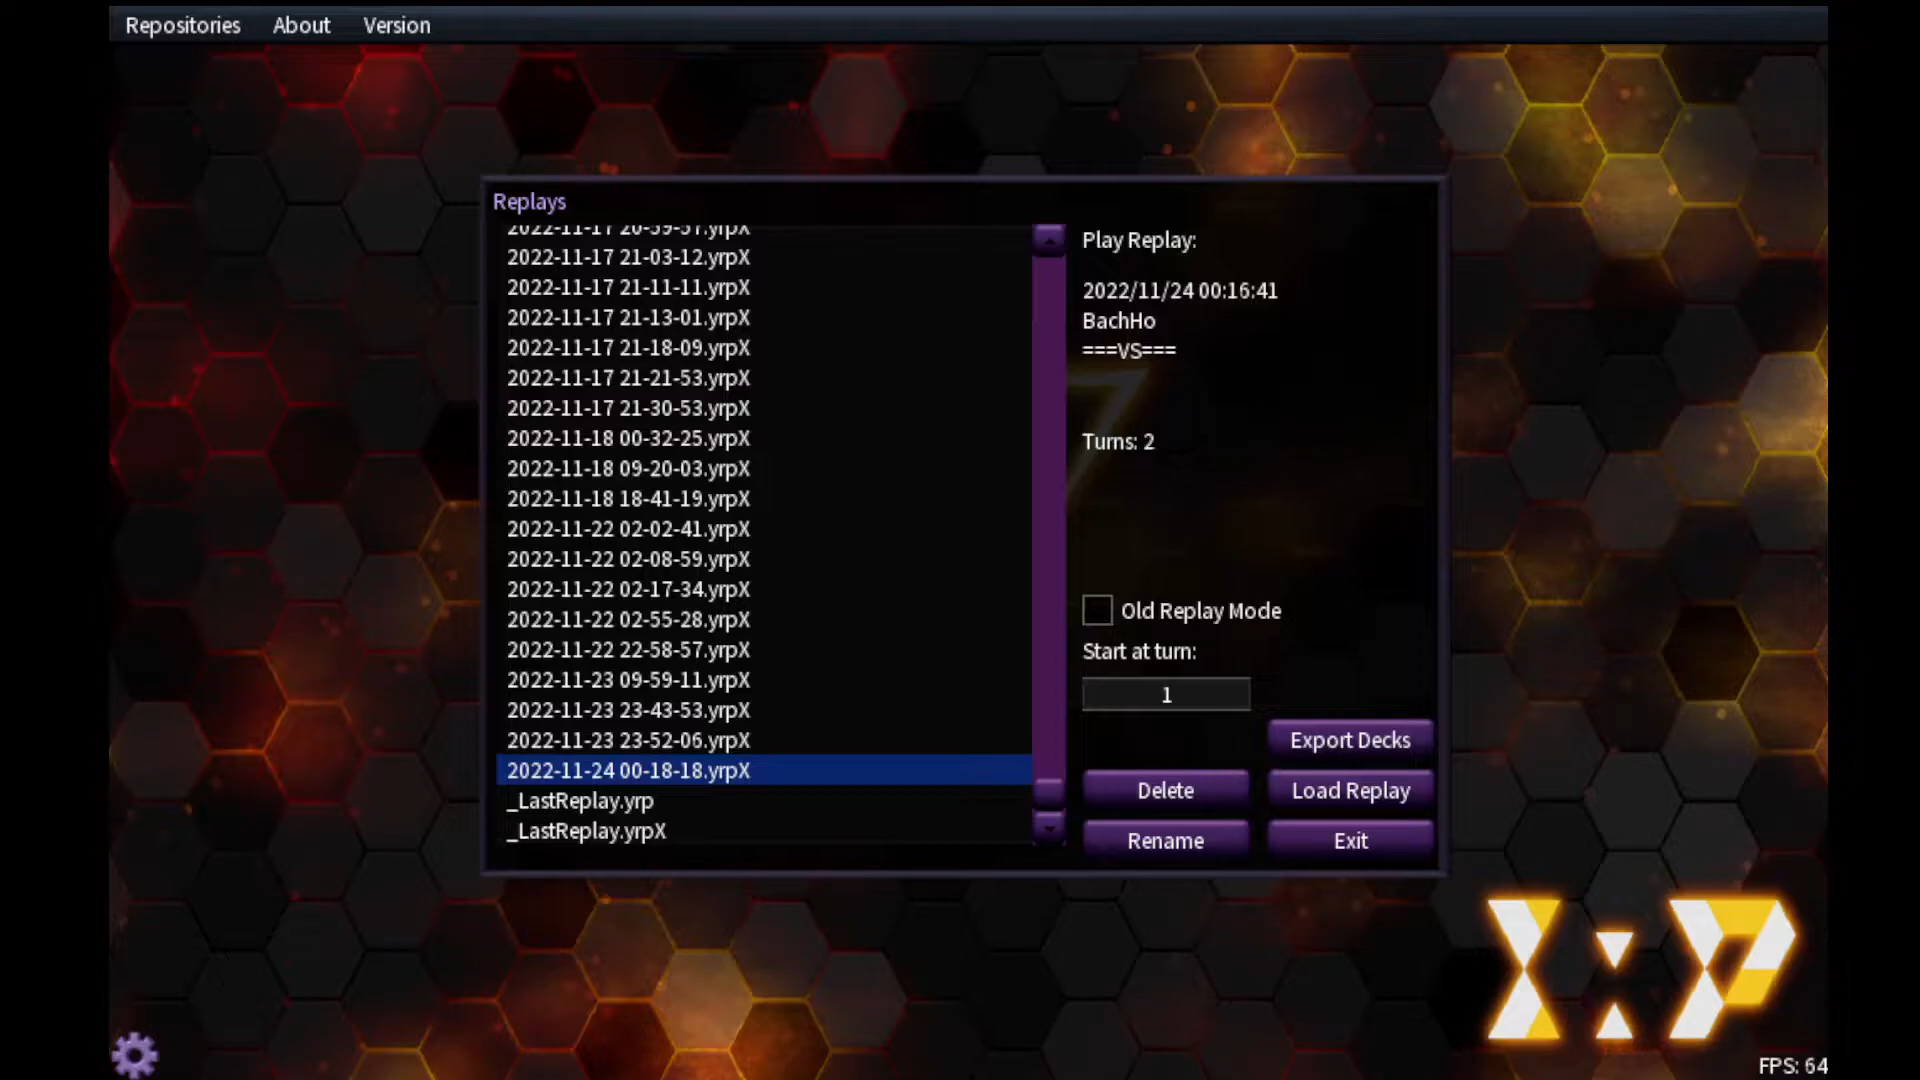 Repositories About Version
Replays
2022-11-17 20-59-57.yrpX
2022-11-17 21-03-12.yrpX
2022-11-17 21-11-11.yrpX
2022-11-17 21-13-01.yrpX
2022-11-17 21-18-09.yrpX
2022-11-17 21-21-53.yrpX
2022-11-17 21-30-53.yrpX
2022-11-18 00-32-25.yrpX
2022-11-18 09-20-03.yrpX
2022-11-18 18-41-19.yrpX
2022-11-22 02-02-41.yrpX
2022-11-22 02-08-59.yrpX
2022-11-22 02-17-34.yrpX
2022-11-22 02-55-28.yrpX
2022-11-22 22-58-57.yrpX
2022-11-23 09-59-11.yrpX
2022-11-23 23-43-53.yrpX
2022-11-23 23-52-06.yrpX
2022-11-24 00-18-18.yrpX
_LastReplay.yrp
_LastReplay.yrpX
Play Replay:
2022/11/24 00:16:41
BachHo
===VS===
Turns: 2
Old Replay Mode
Start at turn:
1
Export Decks
Delete Load Replay
Rename Exit
X:P
FPS: 64